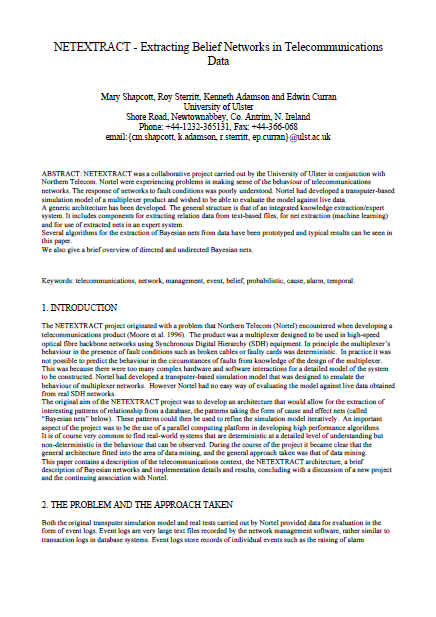 NETEXTRACT - Extracting Belief Networks in Telecommunications
Data
Mary Shapcott, Roy Sterritt, Kenneth Adamson and Edwin Curran
University of Ulster
Shore Road, Newtownabbey, Co. Antrim, N. Ireland
Phone: +44-1232-365131, Fax: +44-366-068
email:{cm.shapcott, k.adamson, r.sterritt, ep.curran}@ulst.ac.uk
ABSTRACT: NETEXTRACT was a collaborative project carried out by the University of Ulster in conjunction with
Northern Telecom. Nortel were experiencing problems in making sense of the behaviour of telecommunications
networks. The response of networks to fault conditions was poorly understood. Nortel had developed a transputer-based
simulation model of a multiplexer product and wished to be able to evaluate the model against live data.
A generic architecture has been developed. The general structure is that of an integrated knowledge extraction/expert
system. It includes components for extracting relation data from text-based files, for net extraction (machine learning)
and for use of extracted nets in an expert system.
Several algorithms for the extraction of Bayesian nets from data have been prototyped and typical results can be seen in
this paper.
We also give a brief overview of directed and undirected Bayesian nets.
Keywords: telecommunications, network, management, event, belief, probabilistic, cause, alarm, temporal.
1. INTRODUCTION
The NETEXTRACT project originated with a problem that Northern Telecom (Nortel) encountered when developing a
telecommunications product (Moore et al. 1996). The product was a multiplexer designed to be used in high-speed
optical fibre backbone networks using Synchronous Digital Hierarchy (SDH) equipment. In principle the multiplexer's
behaviour in the presence of fault conditions such as broken cables or faulty cards was deterministic. In practice it was
not possible to predict the behaviour in the circumstances of faults from knowledge of the design of the multiplexer.
This was because there were too many complex hardware and software interactions for a detailed model of the system
to be constructed. Nortel had developed a transputer-based simulation model that was designed to emulate the
behaviour of multiplexer networks. However Nortel had no easy way of evaluating the model against live data obtained
from real SDH networks.
The original aim of the NETEXTRACT project was to develop an architecture that would allow for the extraction of
interesting patterns of relationship from a database, the patterns taking the form of cause and effect nets (called
"Bayesian nets" below). These patterns could then be used to refine the simulation model iteratively. An important
aspect of the project was to be the use of a parallel computing platform in developing high performance algorithms.
It is of course very common to find real-world systems that are deterministic at a detailed level of understanding but
non-deterministic in the behaviour that can be observed. During the course of the project it became clear that the
general architecture fitted into the area of data mining, and the general approach taken was that of data mining.
This paper contains a description of the telecommunications context, the NETEXTRACT architecture, a brief
description of Bayesian networks and implementation details and results, concluding with a discussion of a new project
and the continuing association with Nortel.
2. THE PROBLEM AND THE APPROACH TAKEN
Both the original transputer simulation model and real tests carried out by Nortel provided data for evaluation in the
form of event logs. Event logs are very large text files recorded by the network management software, rather similar to
transaction logs in database systems. Event logs store records of individual events such as the raising of alarm